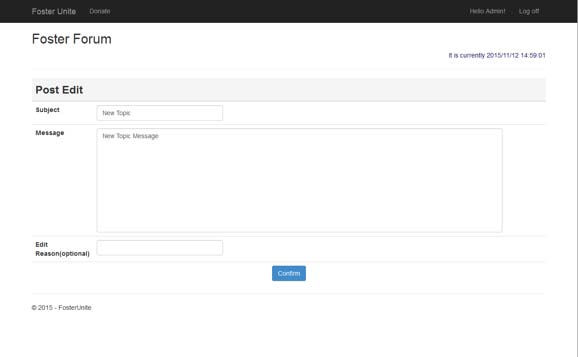 Foster Unite Donate Hello Admin! Log off
Foster Forum
It is currently 2015/11/12 14:59:01
Post Edit
Subject New Topic
Message New Topic Message
Edit
Reason(optional)
Confirm
© 2015 - FosterUnite